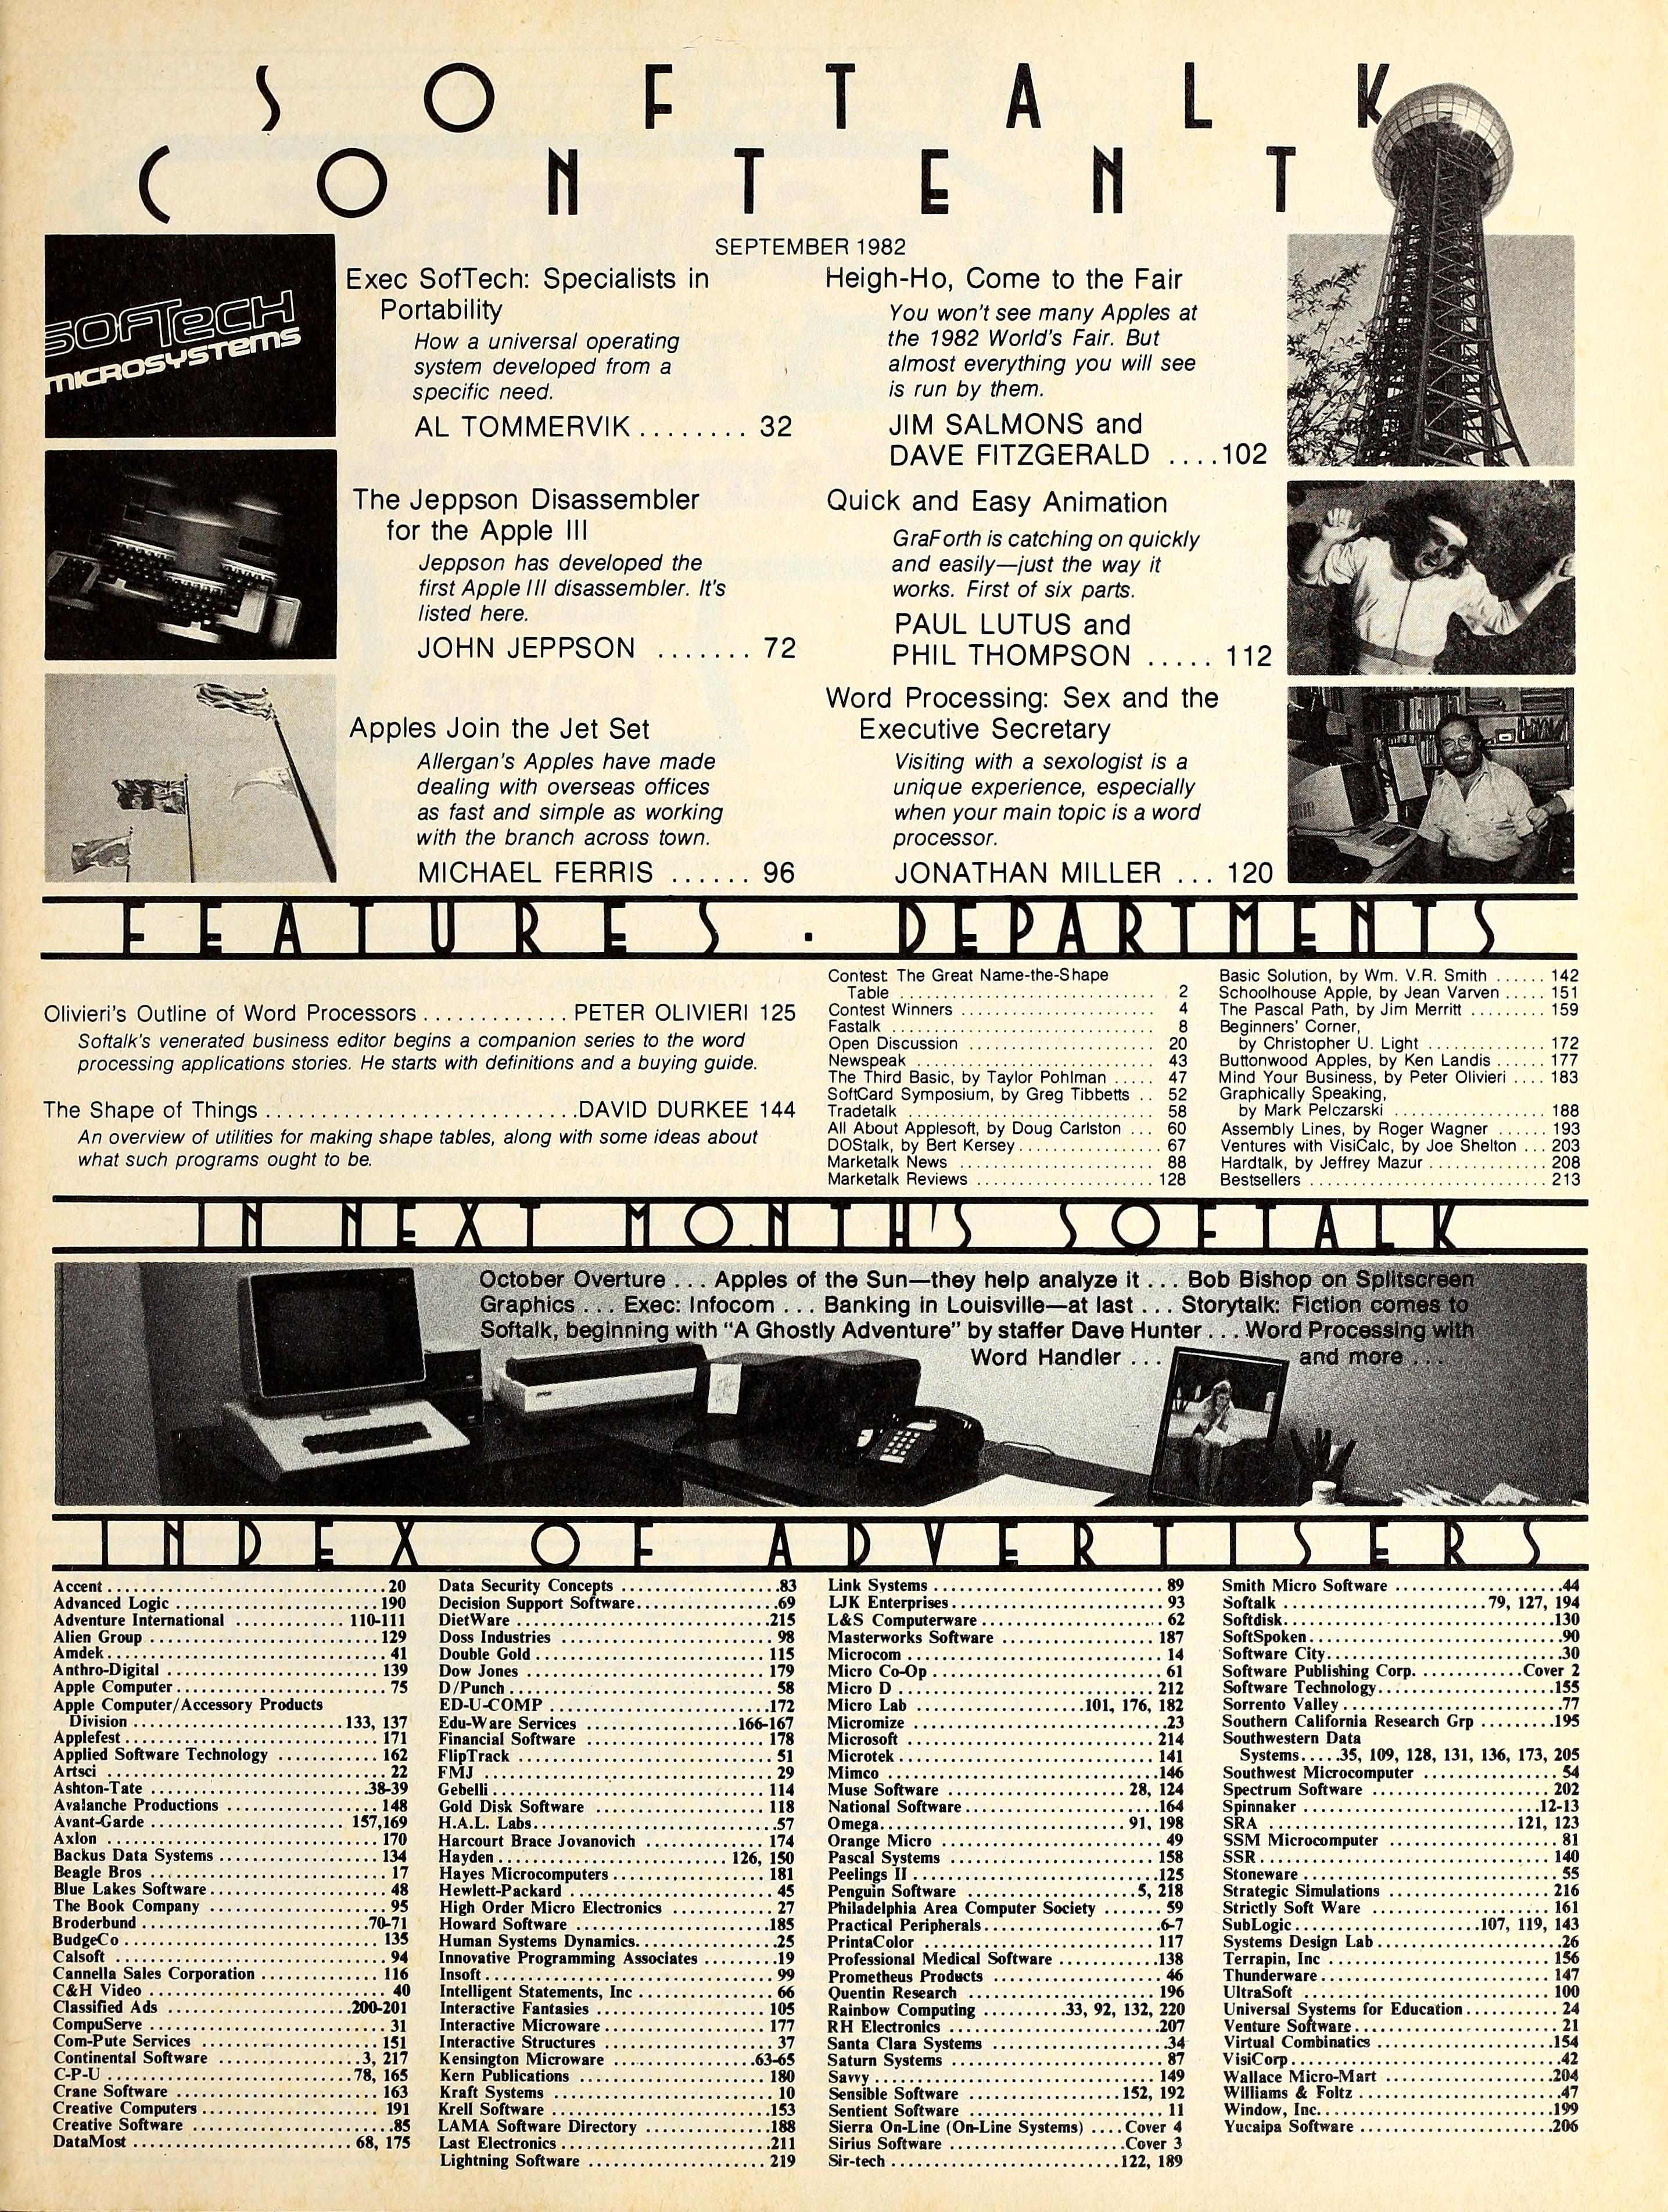 SOFTALK
CONTENT
SEPTEMBER 1982
SOFTECH
MICROSYSTEMS
Exec SofTech: Specialists in
Portability
How a universal operating
system developed from a
specific need.
AL TOMMERVIK ........ 32
The Jeppson Disassembler
for the Apple III
Jeppson has developed the
first Apple III disassembler. It's
listed here.
JOHN JEPPSON ....... 72
Apples Join the Jet Set
Allergan's Apples have made
dealing with overseas offices
as fast and simple as working
with the branch across town.
MICHAEL FERRIS ...... 96
Heigh-Ho, Come to the Fair
You won't see many Apples at
the 1982 World's Fair. But
almost everything you will see
is run by them.
JIM SALMONS and
DAVE FITZGERALD ....102
Quick and Easy Animation
GraForth is catching on quickly
and easily—just the way it
works. First of six parts.
PAUL LUTUS and
PHIL THOMPSON ..... 112
Word Processing: Sex and the
Executive Secretary
Visiting with a sexologist is a
unique experience, especially
when your main topic is a word
processor.
JONATHAN MILLER ... 120
FEATURES · DEPARTMENTS
Olivieri's Outline of Word Processors ............. PETER OLIVIERI 125
Softalk's venerated business editor begins a companion series to the word
processing applications stories. He starts with definitions and a buying guide.
The Shape of Things ............................DAVID DURKEE 144
An overview of utilities for making shape tables, along with some ideas about
what such programs ought to be.
Contest: The Great Name-the-Shape
Table ............................ 2
Contest Winners ...................... 4
Fastalk .............................. 8
Open Discussion ..................... 20
Newspeak ............................ 43
The Third Basic, by Taylor Pohlman ..... 47
SoftCard Symposium, by Greg Tibbetts .. 52
Tradetalk ............................ 58
All About Applesoft, by Doug Carlston ... 60
DOStalk, by Bert Kersey ................. 67
Marketalk News ...................... 88
Marketalk Reviews .................... 128
Basic Solution, by Wm. V.R. Smith ...... 142
Schoolhouse Apple, by Jean Varven ..... 151
The Pascal Path, by Jim Merritt ......... 159
Beginners' Corner,
by Christopher U. Light ............. 172
Buttonwood Apples, by Ken Landis ...... 177
Mind Your Business, by Peter Olivieri .... 183
Graphically Speaking,
by Mark Pelczarski .................. 188
Assembly Lines, by Roger Wagner ...... 193
Ventures with VisiCalc, by Joe Shelton ... 203
Hardtalk, by Jeffrey Mazur .............. 208
Bestsellers ............................ 213
IN NEXT MONTH'S SOFTALK
October Overture ... Apples of the Sun—they help analyze it ... Bob Bishop on Splitscreen
Graphics ... Exec: Infocom ... Banking in Louisville—at last ... Storytalk: Fiction comes to
Softalk, beginning with "A Ghostly Adventure" by staffer Dave Hunter ... Word Processing with
Word Handler ... and more ...
INDEX OF ADVERTISERS
Accent ..................20
Advanced Logic ..................190
Adventure International ........... 110-111
Alien Group ..................129
Amdek ..................41
Anthro-Digital ..................139
Apple Computer ..................75
Apple Computer/Accessory Products
Division ..................133, 137
Applefest ..................171
Applied Software Technology ............ 162
Artsci ..................22
Ashton-Tate ..................38-39
Avalanche Productions ..................148
Avant-Garde ..................157,169
Axlon ..................170
Backus Data Systems ..................134
Beagle Bros ..................17
Blue Lakes Software ..................48
The Book Company ..................95
Broderbund ..................70-71
BudgeCo ..................135
Calsoft ..................94
Cannella Sales Corporation ............ 116
C&H Video ..................40
Classified Ads ..................200-201
CompuServe ..................31
Com-Pute Services ..................151
Continental Software ..................3, 217
C-P-U ..................78, 165
Crane Software ..................163
Creative Computers ..................191
Creative Software ..................85
DataMost ..................68, 175
Data Security Concepts ..................83
Decision Support Software ..................69
DietWare ..................215
Doss Industries ..................98
Double Gold ..................115
Dow Jones ..................179
D/Punch ..................58
ED-U-COMP ..................172
Edu-Ware Services ..................166-167
Financial Software ..................178
FlipTrack ..................51
FMJ ..................29
Gebelli ..................114
Gold Disk Software ..................118
H.A.L. Labs ..................57
Harcourt Brace Jovanovich ............ 174
Hayden ..................126, 150
Hayes Microcomputers ..................181
Hewlett-Packard ..................45
High Order Micro Electronics ............ 27
Howard Software ..................185
Human Systems Dynamics ..................25
Innovative Programming Associates .........19
Insoft ..................99
Intelligent Statements, Inc ............ 66
Interactive Fantasies ..................105
Interactive Microware ..................177
Interactive Structures ..................37
Kensington Microware ..................63-65
Kern Publications ..................180
Kraft Systems ..................10
Krell Software ..................153
LAMA Software Directory ..................188
Last Electronics ..................211
Lightning Software ..................219
Link Systems ..................89
LJK Enterprises ..................93
L&S Computerware ..................62
Masterworks Software ..................187
Microcom ..................14
Micro Co-Op ..................61
Micro D ..................212
Micro Lab ..................101, 176, 182
Micromize ..................23
Microsoft ..................214
Microtek ..................141
Mimco ..................146
Muse Software ..................28, 124
National Software ..................164
Omega ..................91, 198
Orange Micro ..................49
Pascal Systems ..................158
Peelings II ..................125
Penguin Software ..................5, 218
Philadelphia Area Computer Society ....... 59
Practical Peripherals ..................6-7
PrintaColor ..................117
Professional Medical Software ............138
Prometheus Products ..................46
Quentin Research ..................196
Rainbow Computing .........33, 92, 132, 220
RH Electronics ..................207
Santa Clara Systems ..................34
Saturn Systems ..................87
Savvy ..................149
Sensible Software ..................152, 192
Sentient Software ..................11
Sierra On-Line (On-Line Systems) ....Cover 4
Sirius Software ..................Cover 3
Sir-tech ..................122, 189
Smith Micro Software ..................44
Softalk ..................79, 127, 194
Softdisk ..................130
SoftSpoken ..................90
Software City ..................30
Software Publishing Corp. ............Cover 2
Software Technology ..................155
Sorrento Valley ..................77
Southern California Research Grp .........195
Southwestern Data
Systems.....35, 109, 128, 131, 136, 173, 205
Southwest Microcomputer ..................54
Spectrum Software ..................202
Spinnaker ..................12-13
SRA ..................121, 123
SSM Microcomputer ..................81
SSR ..................140
Stoneware ..................55
Strategic Simulations ..................216
Strictly Soft Ware ..................161
SubLogic ..................107, 119, 143
Systems Design Lab ..................26
Terrapin, Inc ..................156
Thunderware ..................147
UltraSoft ..................100
Universal Systems for Education ...........24
Venture Software ..................21
Virtual Combinatics ..................154
VisiCorp ..................42
Wallace Micro-Mart ..................204
Williams & Foltz ..................47
Window, Inc. ..................199
Yucaipa Software ..................206